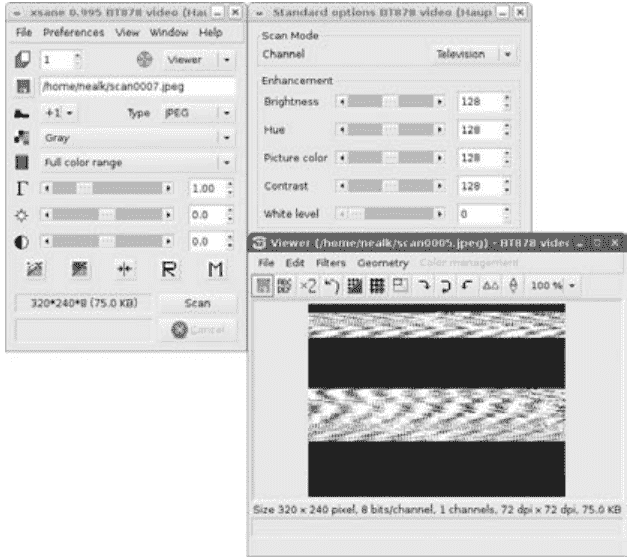 xsane 0.995 BT878 video (Hau
File Preferences View Window Help
1 Viewer
/home/nealk/scan0007.jpeg
+1 Type JPEG
Gray
Full color range
Γ 1.00
0.0
0.0
R M
320*240*8 (75.0 KB) Scan
Cancel
Standard options BT878 video (Haup
Scan Mode
Channel Television
Enhancement
Brightness 128
Hue 128
Picture color 128
Contrast 128
White level 0
Viewer (/home/nealk/scan0005.jpeg) - BT878 video
File Edit Filters Geometry Color management
×2 100 %
Size 320 x 240 pixel, 8 bits/channel, 1 channels, 72 dpi x 72 dpi, 75.0 KB